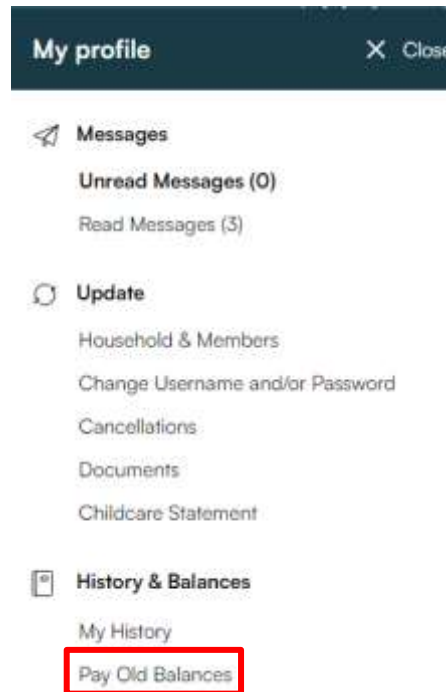 My profile
Close
Messages
Unread Messages (0)
Read Messages (3)
Update
Household & Members
Change Username and/or Password
Cancellations
Documents
Childcare Statement
History & Balances
My History
Pay Old Balances